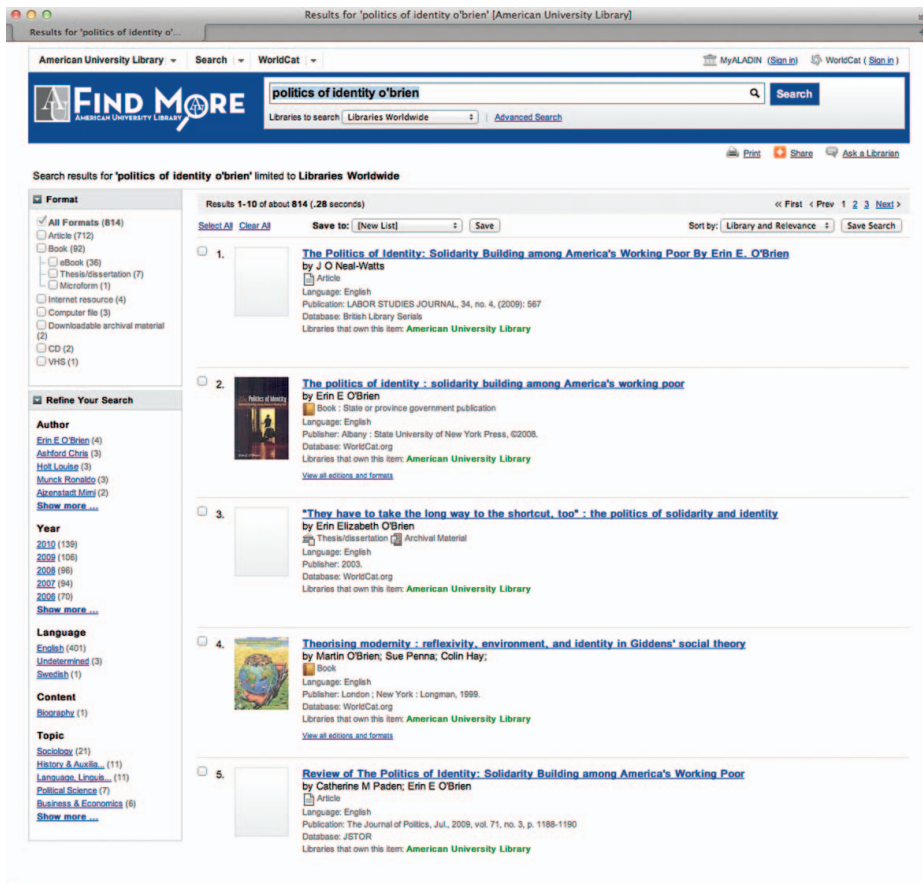 Results for 'politics of identity o'brien' [American University Library]
Results for 'politics of identity o'...
American University Library Search WorldCat
MyALADIN (Sign in) WorldCat ( Sign in )
FIND MORE
AMERICAN UNIVERSITY LIBRARY
politics of identity o'brien
Search
Libraries to search Libraries Worldwide | Advanced Search
Print Share Ask a Librarian
Search results for 'politics of identity o'brien' limited to Libraries Worldwide
Format
All Formats (814)
Article (712)
Book (92)
eBook (36)
Thesis/dissertation (7)
Microform (1)
Internet resource (4)
Computer file (3)
Downloadable archival material
(2)
CD (2)
VHS (1)
Refine Your Search
Author
Erin E O'Brien (4)
Ashford Chris (3)
Holt Louise (3)
Munck Ronaldo (3)
Ajzenstadt Mimi (2)
Show more ...
Year
2010 (139)
2009 (106)
2008 (96)
2007 (94)
2006 (70)
Show more ...
Language
English (401)
Undetermined (3)
Swedish (1)
Content
Biography (1)
Topic
Sociology (21)
History & Auxilia... (11)
Language, Linguis... (11)
Political Science (7)
Business & Economics (6)
Show more ...
Results 1-10 of about 814 (.28 seconds)
« First < Prev 1 2 3 Next >
Select All Clear All Save to: [New List] Save
Sort by: Library and Relevance Save Search
1. The Politics of Identity: Solidarity Building among America's Working Poor By Erin E. O'Brien
by J O Neal-Watts
Article
Language: English
Publication: LABOR STUDIES JOURNAL, 34, no. 4, (2009): 567
Database: British Library Serials
Libraries that own this item: American University Library
2. The politics of identity : solidarity building among America's working poor
Politics of Identity
by Erin E O'Brien
Book : State or province government publication
Language: English
Publisher: Albany : State University of New York Press, ©2008.
Database: WorldCat.org
Libraries that own this item: American University Library
View all editions and formats
3. "They have to take the long way to the shortcut, too" : the politics of solidarity and identity
by Erin Elizabeth O'Brien
Thesis/dissertation Archival Material
Language: English
Publisher: 2003.
Database: WorldCat.org
Libraries that own this item: American University Library
4. Theorising modernity : reflexivity, environment, and identity in Giddens' social theory
by Martin O'Brien; Sue Penna; Colin Hay;
Book
Language: English
Publisher: London ; New York : Longman, 1999.
Database: WorldCat.org
Libraries that own this item: American University Library
View all editions and formats
5. Review of The Politics of Identity: Solidarity Building among America's Working Poor
by Catherine M Paden; Erin E O'Brien
Article
Language: English
Publication: The Journal of Politics, Jul., 2009, vol. 71, no. 3, p. 1188-1190
Database: JSTOR
Libraries that own this item: American University Library